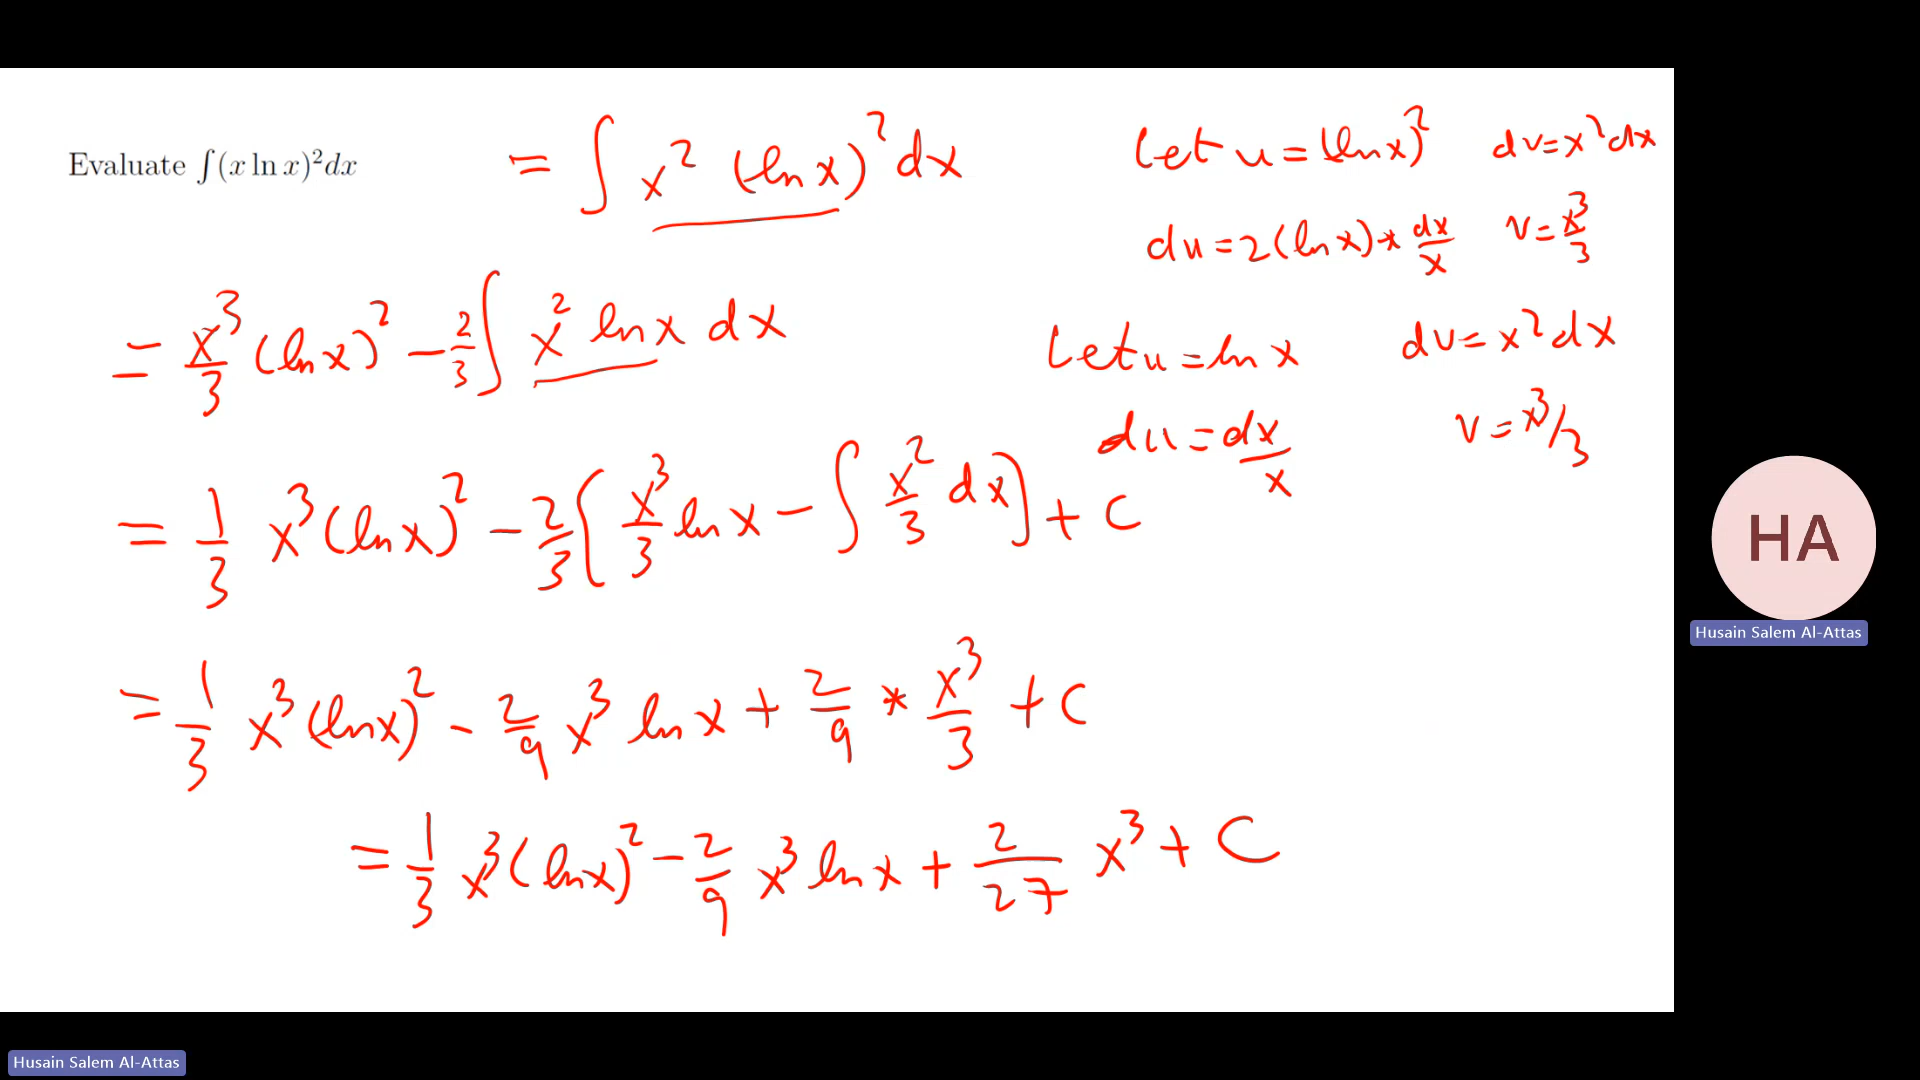 Evaluate ∫(x ln x)²dx = ∫ x² (ln x)² dx
Let u = (ln x)² dv = x² dx
du = 2(ln x) * dx/x v = x³/3
= x³/3 (ln x)² - 2/3 ∫ x² ln x dx
Let u = ln x dv = x² dx
du = dx/x v = x³/3
= 1/3 x³ (ln x)² - 2/3 [x³/3 ln x - ∫ x²/3 dx] + C
= 1/3 x³ (ln x)² - 2/9 x³ ln x + 2/9 * x³/3 + C
= 1/3 x³ (ln x)² - 2/9 x³ ln x + 2/27 x³ + C
HA
Husain Salem Al-Attas
Husain Salem Al-Attas